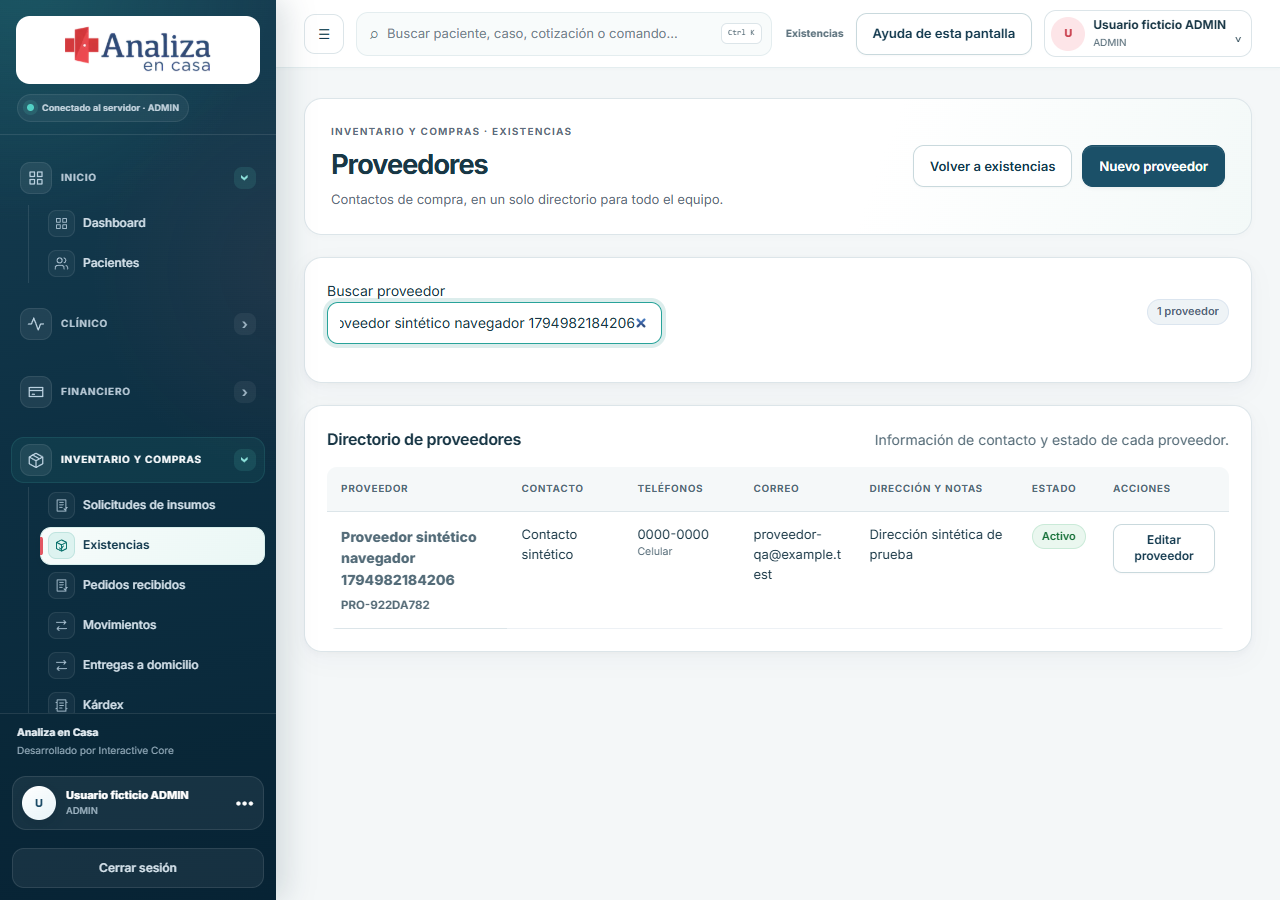 Analiza
en casa
Conectado al servidor · ADMIN
INICIO
Dashboard
Pacientes
CLÍNICO
FINANCIERO
INVENTARIO Y COMPRAS
Solicitudes de insumos
Existencias
Pedidos recibidos
Movimientos
Entregas a domicilio
Kárdex
Analiza en Casa
Desarrollado por Interactive Core
U
Usuario ficticio ADMIN
ADMIN
Cerrar sesión
Buscar paciente, caso, cotización o comando...
Ctrl K
Existencias
Ayuda de esta pantalla
U
Usuario ficticio ADMIN
ADMIN
INVENTARIO Y COMPRAS · EXISTENCIAS
Proveedores
Contactos de compra, en un solo directorio para todo el equipo.
Volver a existencias
Nuevo proveedor
Buscar proveedor
oveedor sintético navegador 1794982184206
1 proveedor
Directorio de proveedores
Información de contacto y estado de cada proveedor.
PROVEEDOR CONTACTO TELÉFONOS CORREO DIRECCIÓN Y NOTAS ESTADO ACCIONES
Proveedor sintético
navegador
1794982184206
PRO-922DA782
Contacto
sintético
0000-0000
Celular
proveedor-
qa@example.t
est
Dirección sintética de
prueba
Activo
Editar
proveedor